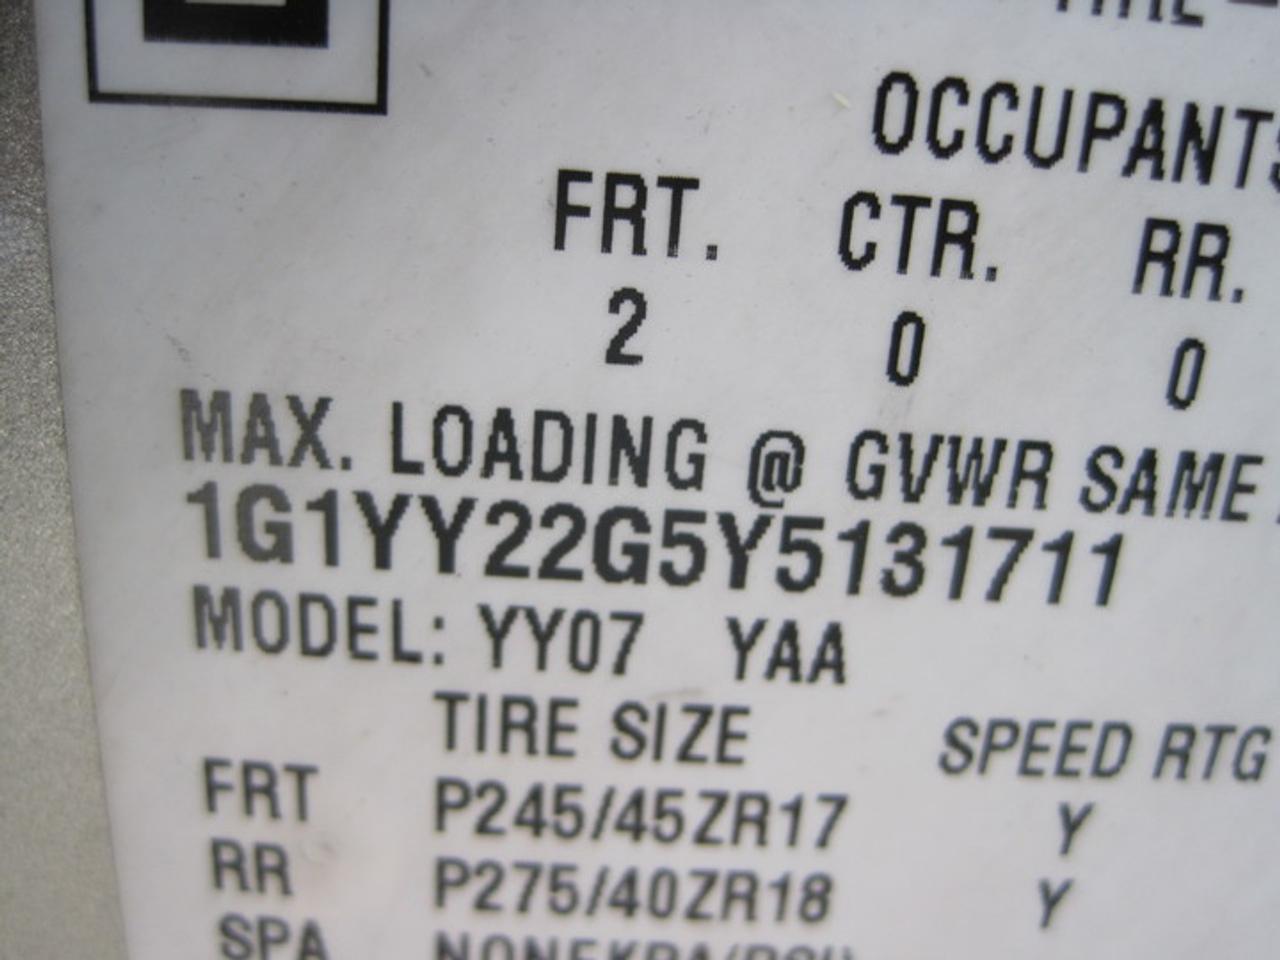 OCCUPANTS
FRT. CTR. RR.
2 0 0
MAX. LOADING @ GVWR SAME
1G1YY22G5Y5131711
MODEL: YY07 YAA
TIRE SIZE SPEED RTG
FRT P245/45ZR17 Y
RR P275/40ZR18 Y
SPA